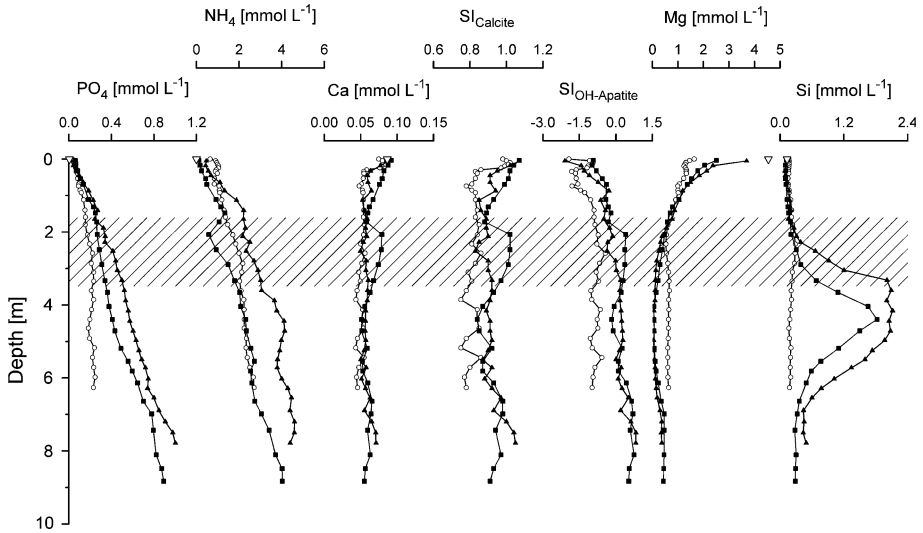 NH4 [mmol L-1] SICalcite Mg [mmol L-1]
0 2 4 6 0.6 0.8 1.0 1.2 0 1 2 3 4 5
PO4 [mmol L-1] Ca [mmol L-1] SIOH-Apatite Si [mmol L-1]
0.0 0.4 0.8 1.2 0.00 0.05 0.10 0.15 -3.0 -1.5 0.0 1.5 0.0 1.2 2.4
0
2
4
6
8
10
Depth [m]